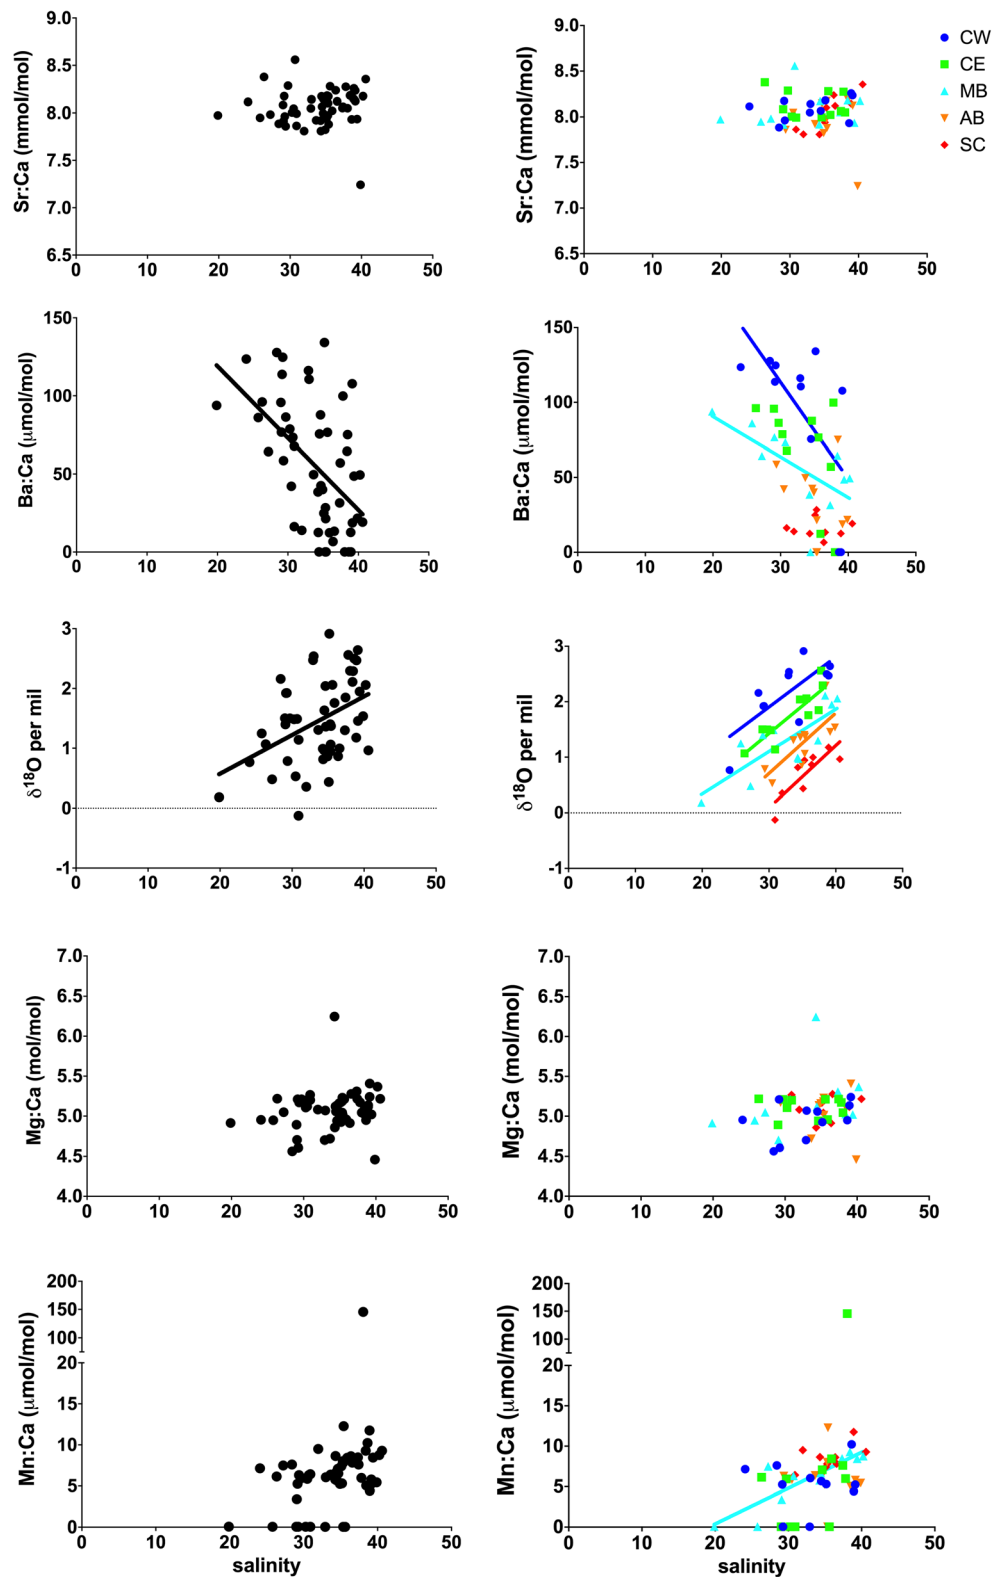 Sr:Ca (mmol/mol)
9.0
8.5
8.0
7.5
7.0
6.5
0 10 20 30 40 50
Sr:Ca (mmol/mol)
9.0
8.5
8.0
7.5
7.0
6.5
0 10 20 30 40 50
CW
CE
MB
AB
SC
Ba:Ca (μmol/mol)
150
100
50
0
0 10 20 30 40 50
Ba:Ca (μmol/mol)
150
100
50
0
0 10 20 30 40 50
δ18O per mil
3
2
1
0
-1
0 10 20 30 40 50
δ18O per mil
3
2
1
0
-1
0 10 20 30 40 50
Mg:Ca (mol/mol)
7.0
6.5
6.0
5.5
5.0
4.5
4.0
0 10 20 30 40 50
Mg:Ca (mol/mol)
7.0
6.5
6.0
5.5
5.0
4.5
4.0
0 10 20 30 40 50
Mn:Ca (μmol/mol)
200
150
100
20
15
10
5
0
0 10 20 30 40 50
salinity
Mn:Ca (μmol/mol)
200
150
100
20
15
10
5
0
0 10 20 30 40 50
salinity